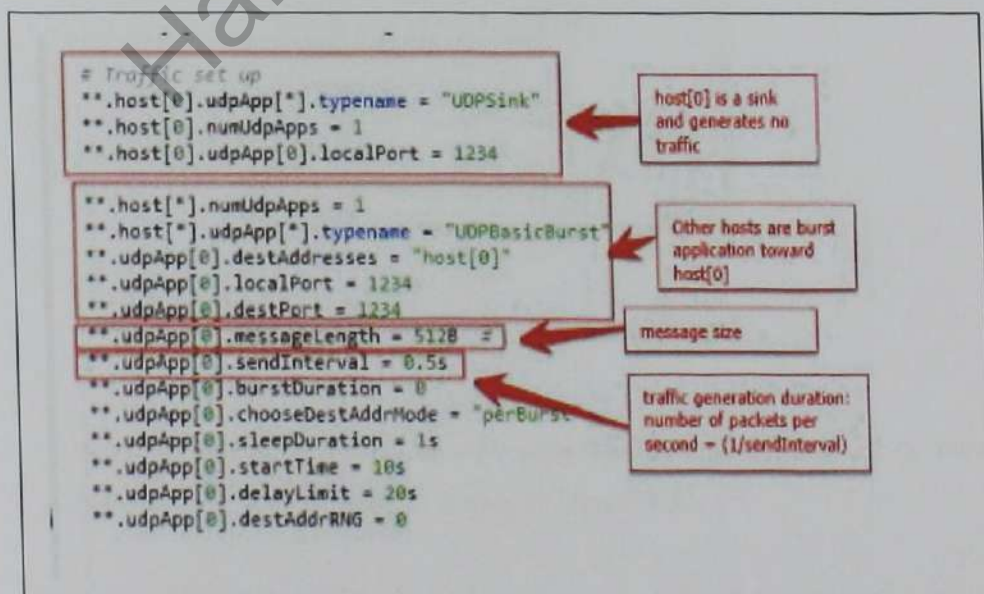 # Traffic set up
**.host[0].udpApp[*].typename = "UDPSink"
**.host[0].numUdpApps = 1
**.host[0].udpApp[0].localPort = 1234
host[0] is a sink
and generates no
traffic
**.host[*].numUdpApps = 1
**.host[*].udpApp[*].typename = "UDPBasicBurst"
**.udpApp[0].destAddresses = "host[0]"
**.udpApp[0].localPort = 1234
**.udpApp[0].destPort = 1234
Other hosts are burst
application toward
host[0]
**.udpApp[0].messageLength = 512B #
message size
**.udpApp[0].sendInterval = 0.5s
**.udpApp[0].burstDuration = 0
**.udpApp[0].chooseDestAddrMode = "perBurst"
**.udpApp[0].sleepDuration = 1s
**.udpApp[0].startTime = 10s
**.udpApp[0].delayLimit = 20s
**.udpApp[0].destAddrRNG = 0
traffic generation duration:
number of packets per
second = (1/sendInterval)